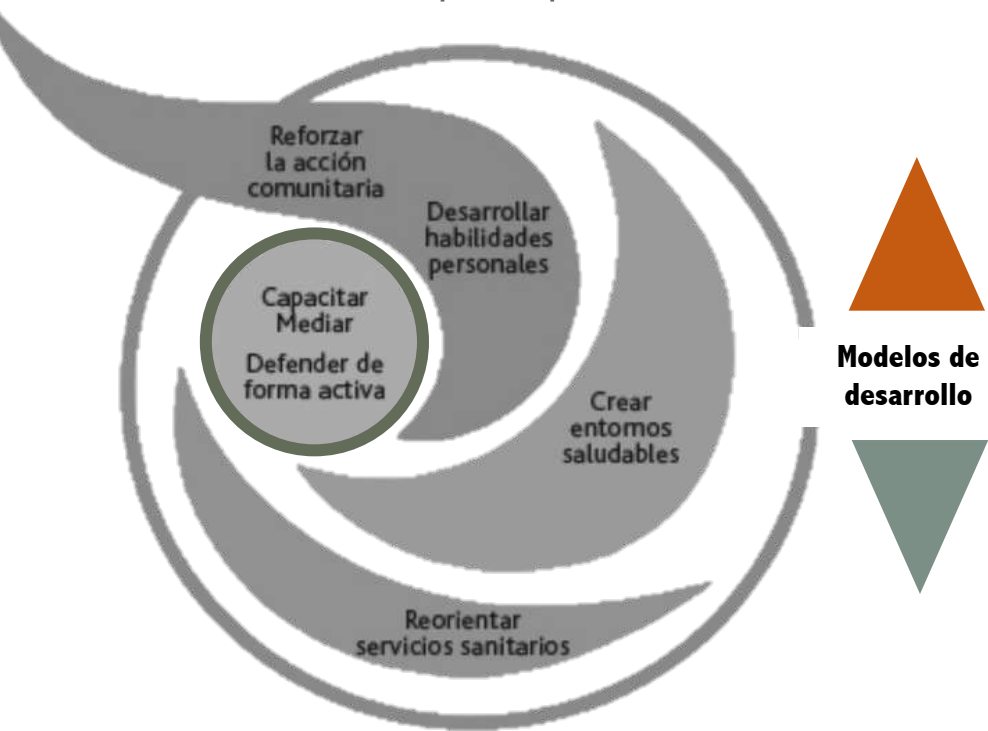 Reforzar
la acción
comunitaria
Desarrollar
habilidades
personales
Capacitar
Mediar
Defender de
forma activa
Crear
entornos
saludables
Reorientar
servicios sanitarios
Modelos de
desarrollo